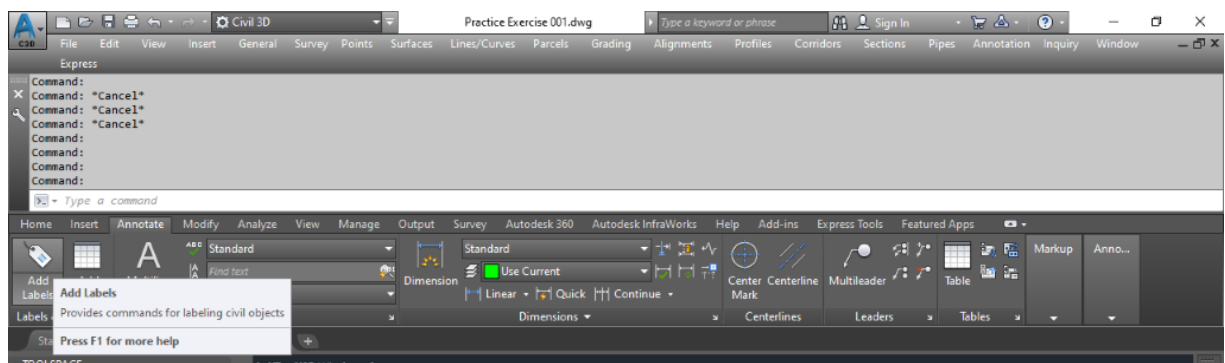 Civil 3D Practice Exercise 001.dwg Type a keyword or phrase Sign In
C3D File Edit View Insert General Survey Points Surfaces Lines/Curves Parcels Grading Alignments Profiles Corridors Sections Pipes Annotation Inquiry Window
Express
Command:
Command: *Cancel*
Command: *Cancel*
Command: *Cancel*
Command:
Command:
Command:
Command:
Type a command
Home Insert Annotate Modify Analyze View Manage Output Survey Autodesk 360 Autodesk InfraWorks Help Add-ins Express Tools Featured Apps
ABC Standard Standard
Find text Use Current Markup Anno...
Add Dimension Center Centerline Multileader Table
Labels Linear Quick Continue Mark
Add Labels
Provides commands for labeling civil objects
Press F1 for more help
Labels Dimensions Centerlines Leaders Tables